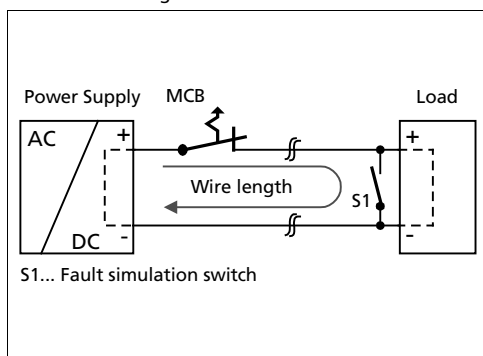 Power Supply MCB Load
AC + +
Wire length
S1
DC - -
S1... Fault simulation switch